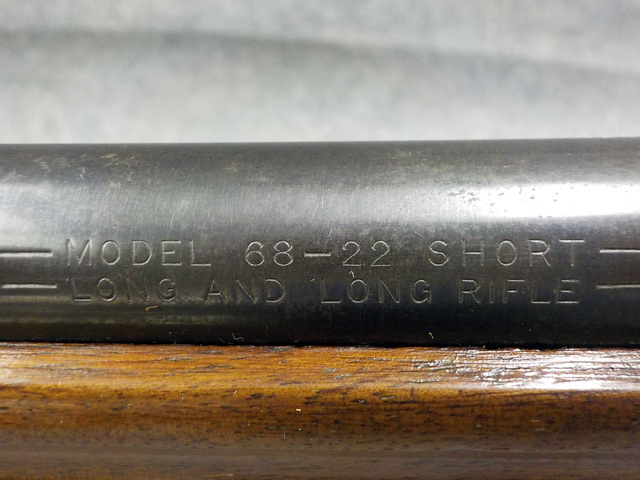 MODEL 68-22 SHORT
LONG AND LONG RIFLE